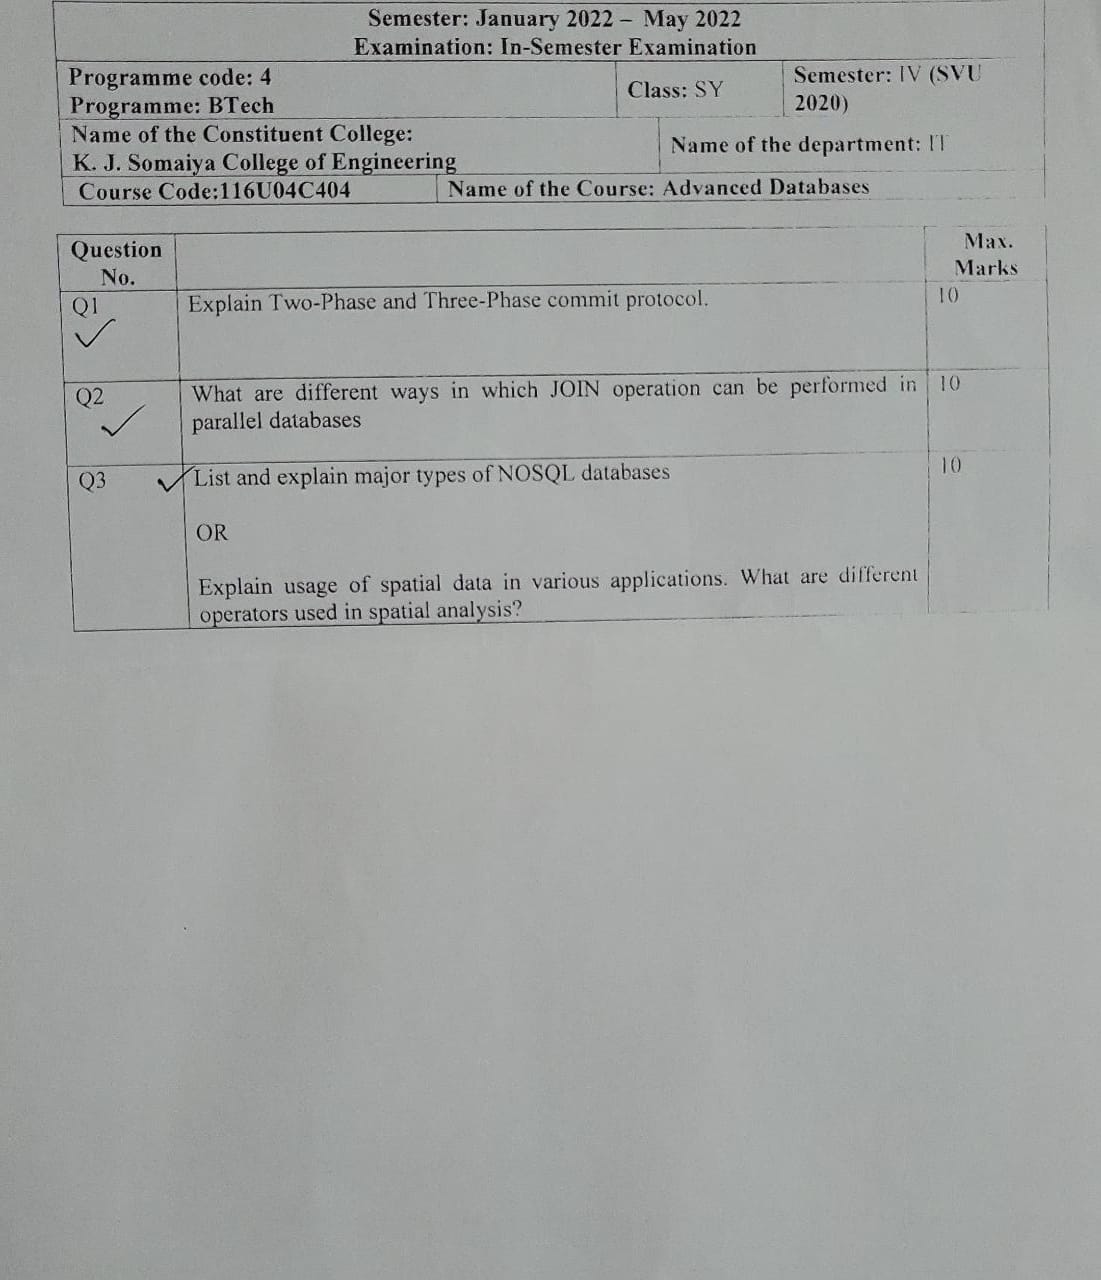 Semester: January 2022 – May 2022
Examination: In-Semester Examination
Programme code: 4
Programme: BTech
Class: SY
Semester: IV (SVU
2020)
Name of the Constituent College:
K. J. Somaiya College of Engineering
Name of the department: IT
Course Code:116U04C404
Name of the Course: Advanced Databases
Question
No.
Max.
Marks
Q1
Explain Two-Phase and Three-Phase commit protocol.
10
Q2
What are different ways in which JOIN operation can be performed in
parallel databases
10
Q3
List and explain major types of NOSQL databases
10
OR
Explain usage of spatial data in various applications. What are different
operators used in spatial analysis?